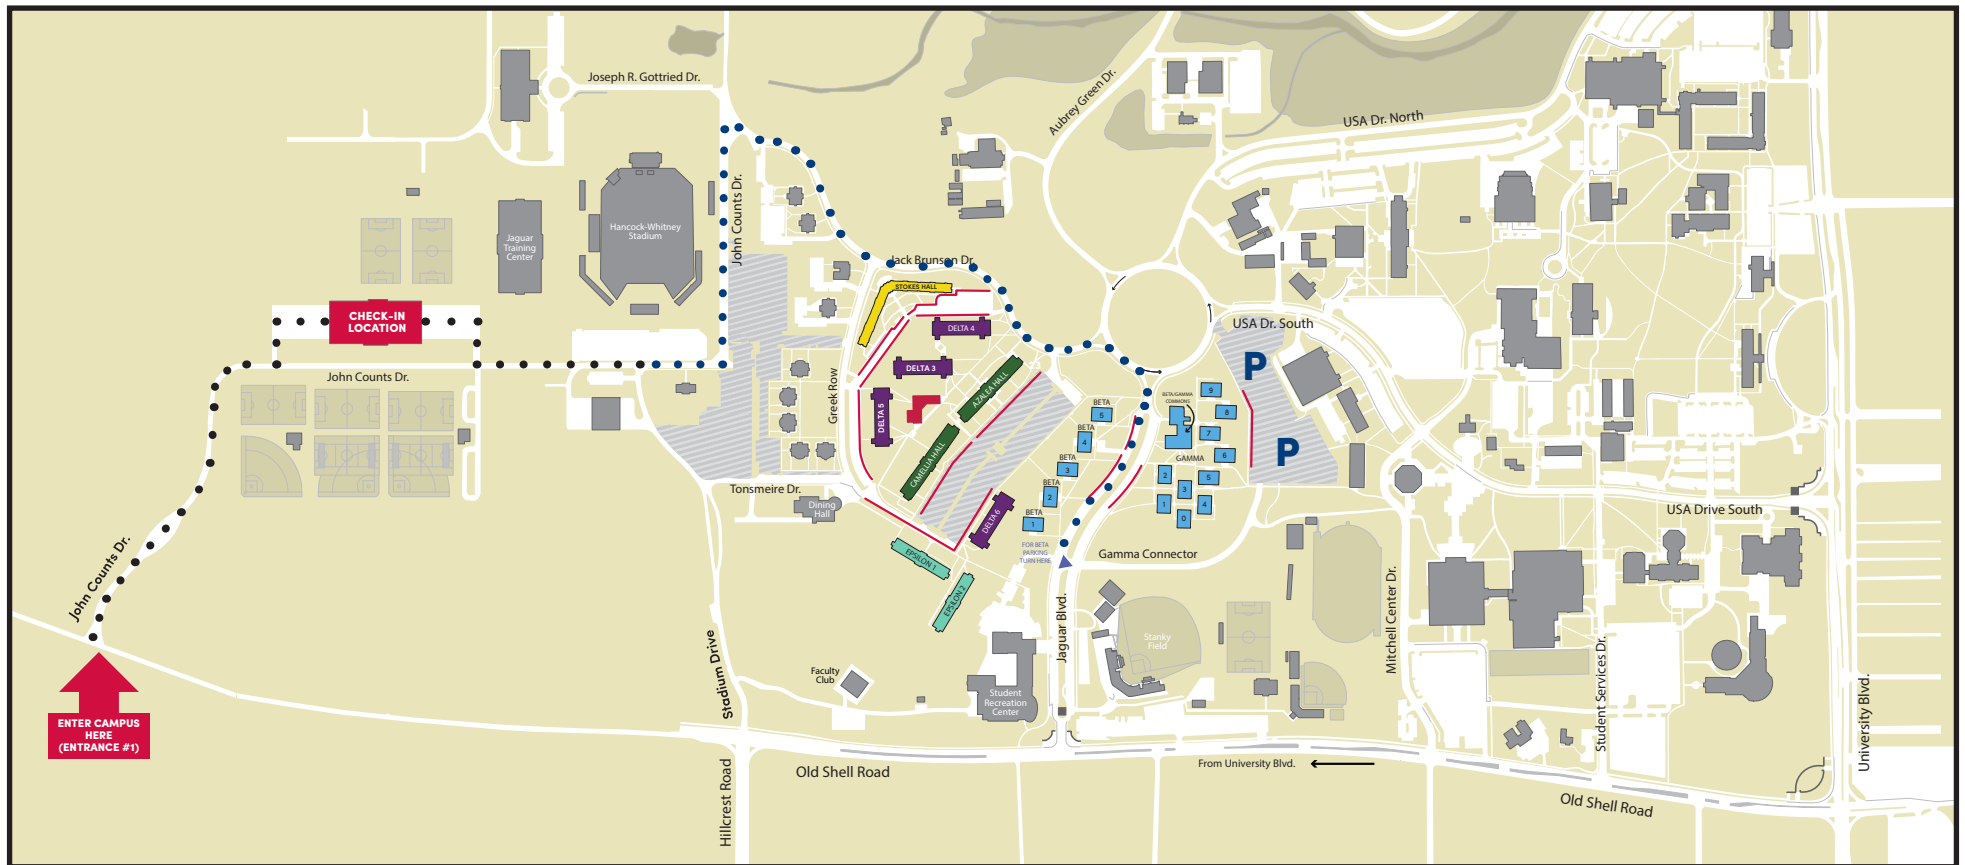 Joseph R. Gottried Dr.
Aubrey Green Dr.
USA Dr. North
John Counts Dr.
Hancock-Whitney
Stadium
Jaguar
Training
Center
Jack Brunson Dr.
STOKES HALL
CHECK-IN
LOCATION
DELTA 4
USA Dr. South
P
DELTA 3
John Counts Dr.
AZALEA HALL
Greek Row
DELTA 5
BETA/GAMMA
COMMONS
9
BETA
5
8
BETA
4
7
P
CAMELLIA HALL
BETA
3
GAMMA
6
2
5
BETA
2
3
Tonsmeire Dr.
Dining
Hall
1
4
0
DELTA 6
BETA
1
USA Drive South
EPSILON 1
FOR BETA
PARKING
TURN HERE
Gamma Connector
John Counts Dr.
EPSILON 2
Jaguar Blvd.
Mitchell Center Dr.
Stanky
Field
Stadium Drive
Faculty
Club
Student
Recreation
Center
Student Services Dr.
University Blvd.
ENTER CAMPUS
HERE
(ENTRANCE #1)
Hillcrest Road
Old Shell Road
From University Blvd.
Old Shell Road